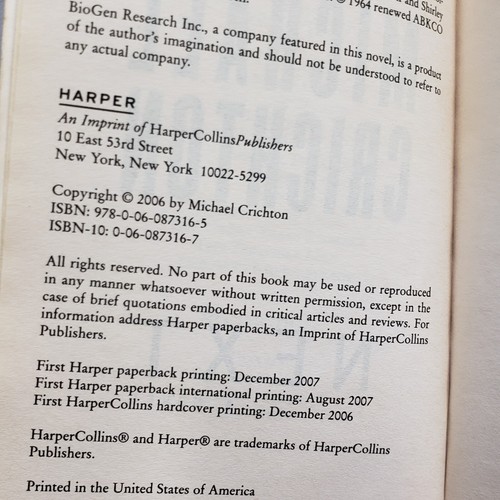 and Shirley
© 1964 renewed ABKCO
BioGen Research Inc., a company featured in this novel, is a product
of the author's imagination and should not be understood to refer to
any actual company.
HARPER
An Imprint of HarperCollinsPublishers
10 East 53rd Street
New York, New York 10022-5299
Copyright © 2006 by Michael Crichton
ISBN: 978-0-06-087316-5
ISBN-10: 0-06-087316-7
All rights reserved. No part of this book may be used or reproduced
in any manner whatsoever without written permission, except in the
case of brief quotations embodied in critical articles and reviews. For
information address Harper paperbacks, an Imprint of HarperCollins
Publishers.
First Harper paperback printing: December 2007
First Harper paperback international printing: August 2007
First HarperCollins hardcover printing: December 2006
HarperCollins® and Harper® are trademarks of HarperCollins
Publishers.
Printed in the United States of America